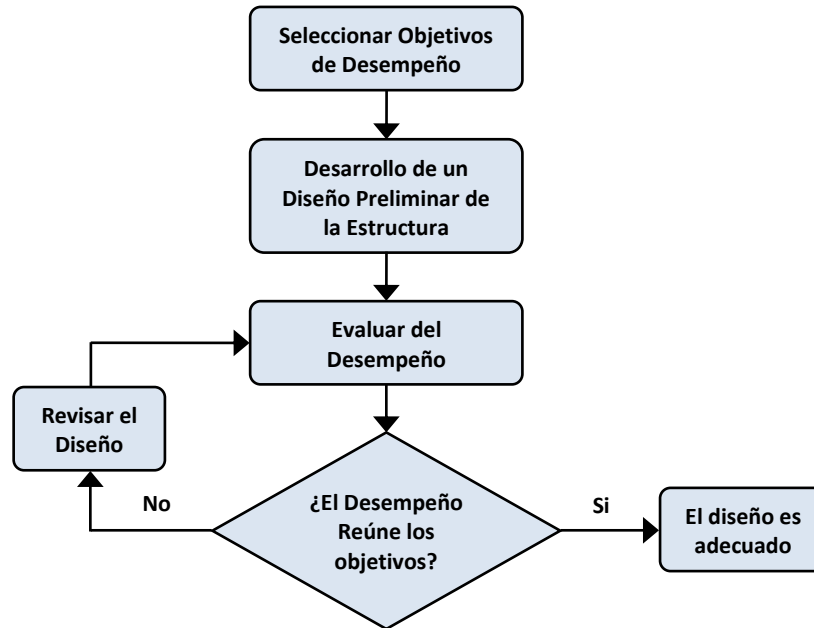 Seleccionar Objetivos
de Desempeño
Desarrollo de un
Diseño Preliminar de
la Estructura
Evaluar del
Desempeño
Revisar el
Diseño
No
¿El Desempeño
Reúne los
objetivos?
Si
El diseño es
adecuado